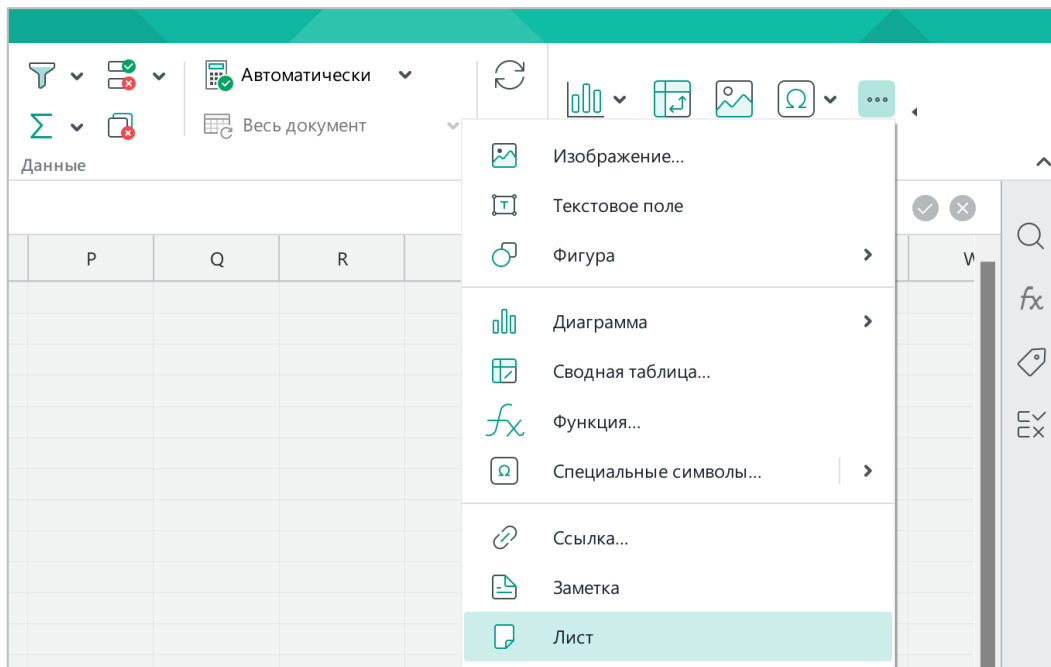 Автоматически
Весь документ
Данные
Изображение...
Текстовое поле
Фигура
P Q R W
Диаграмма
Сводная таблица...
Функция...
Специальные символы...
Ссылка...
Заметка
Лист